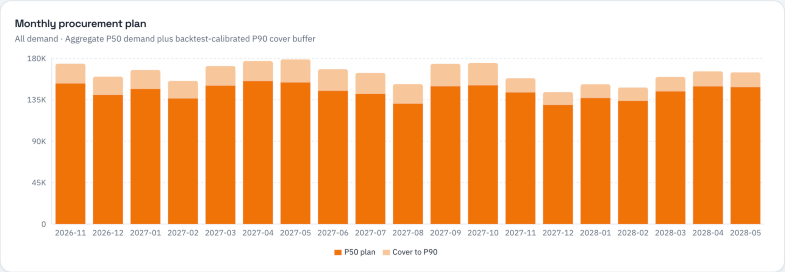 Monthly procurement plan
All demand · Aggregate P50 demand plus backtest-calibrated P90 cover buffer
180K
135K
90K
45K
0
2026-11 2026-12 2027-01 2027-02 2027-03 2027-04 2027-05 2027-06 2027-07 2027-08 2027-09 2027-10 2027-11 2027-12 2028-01 2028-02 2028-03 2028-04 2028-05
P50 plan Cover to P90